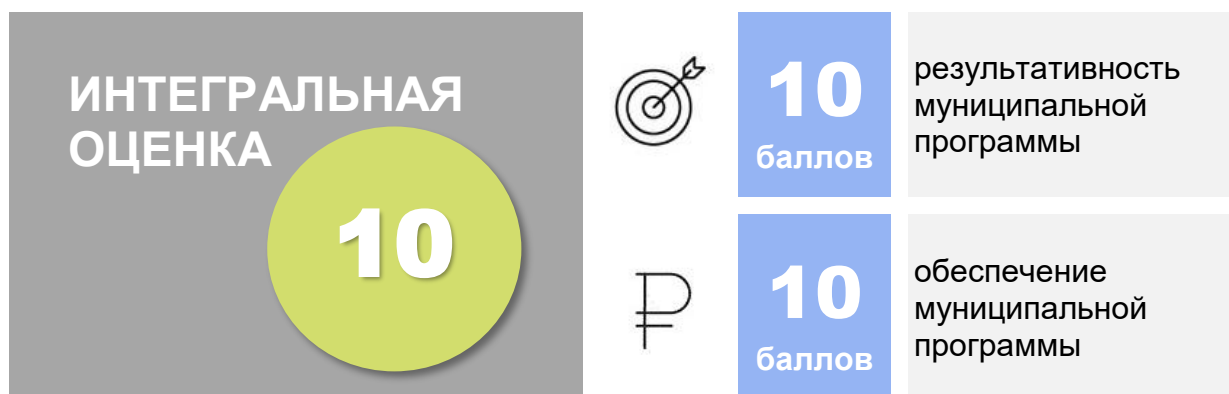 ИНТЕГРАЛЬНАЯ
ОЦЕНКА
10
10
баллов
результативность
муниципальной
программы
10
баллов
обеспечение
муниципальной
программы